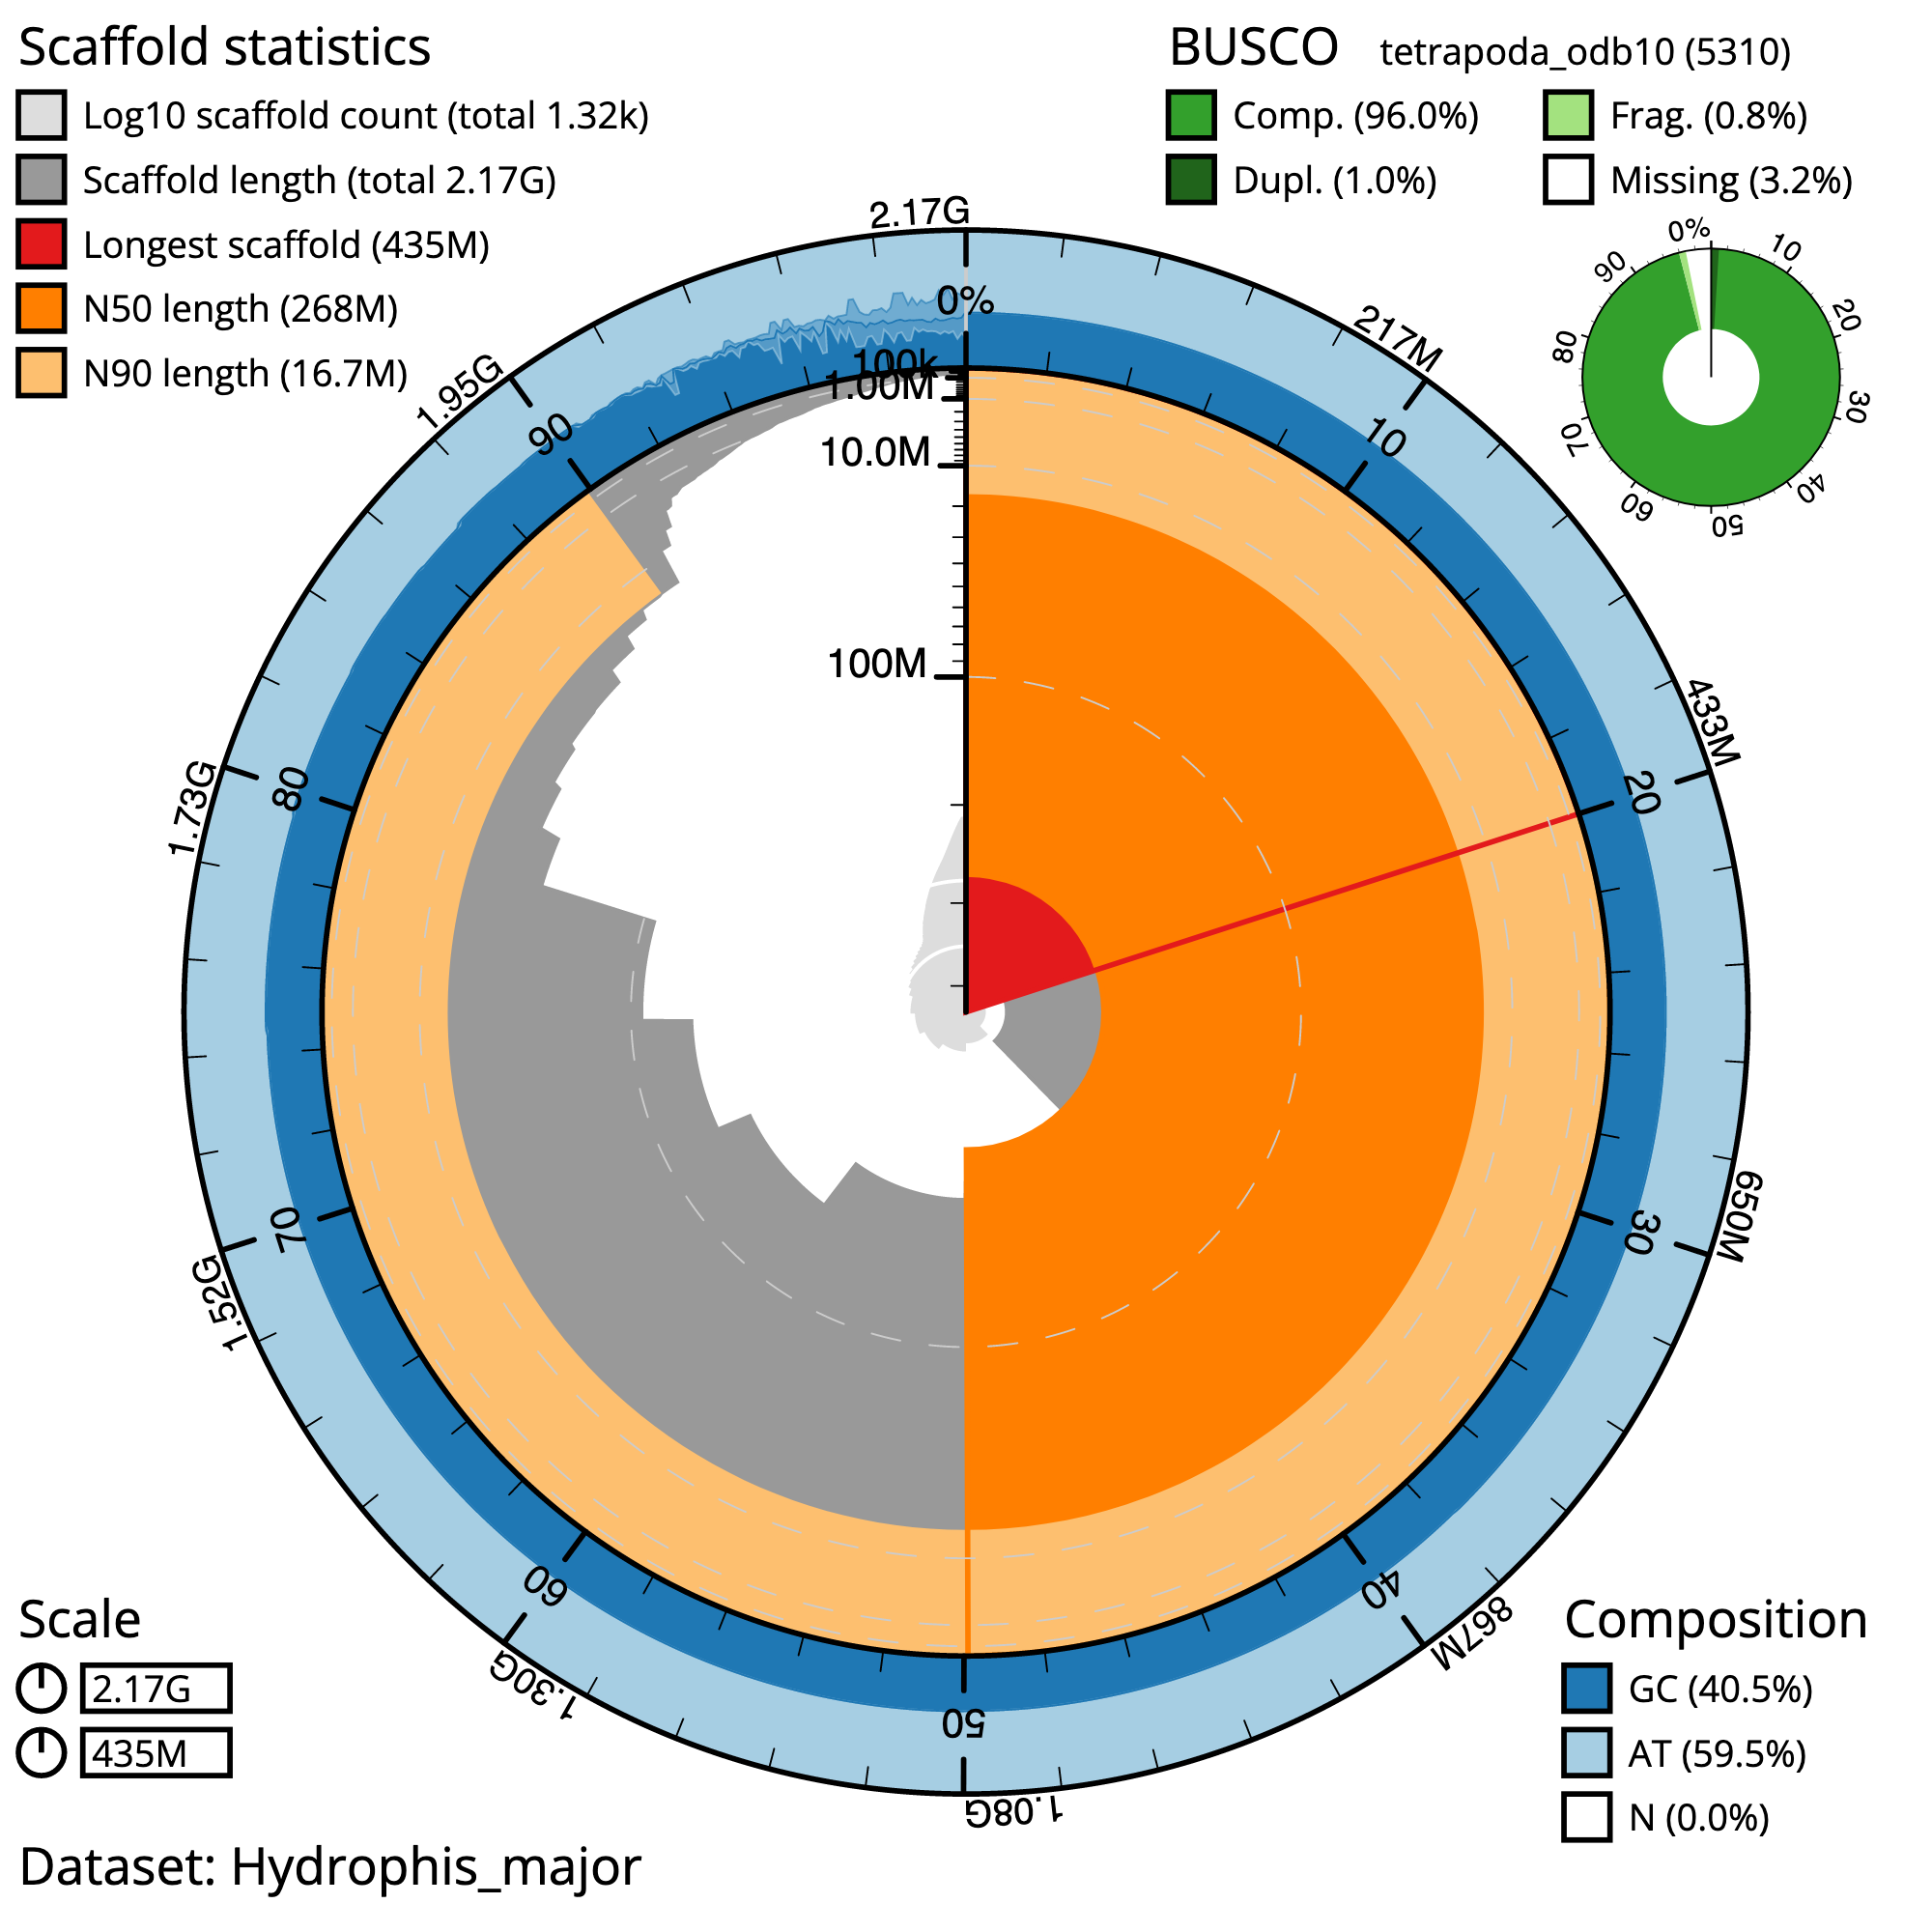 Scaffold statistics
Log10 scaffold count (total 1.32k)
Scaffold length (total 2.17G)
Longest scaffold (435M)
N50 length (268M)
N90 length (16.7M)
BUSCO tetrapoda_odb10 (5310)
Comp. (96.0%)
Frag. (0.8%)
Dupl. (1.0%)
Missing (3.2%)
0%
10
20
30
40
50
60
70
80
90
2.17G
217M
433M
650M
867M
1.08G
1.30G
1.52G
1.73G
1.95G
0%
10
20
30
40
50
60
70
80
90
100k
1.00M
10.0M
100M
Scale
2.17G
435M
Composition
GC (40.5%)
AT (59.5%)
N (0.0%)
Dataset: Hydrophis_major